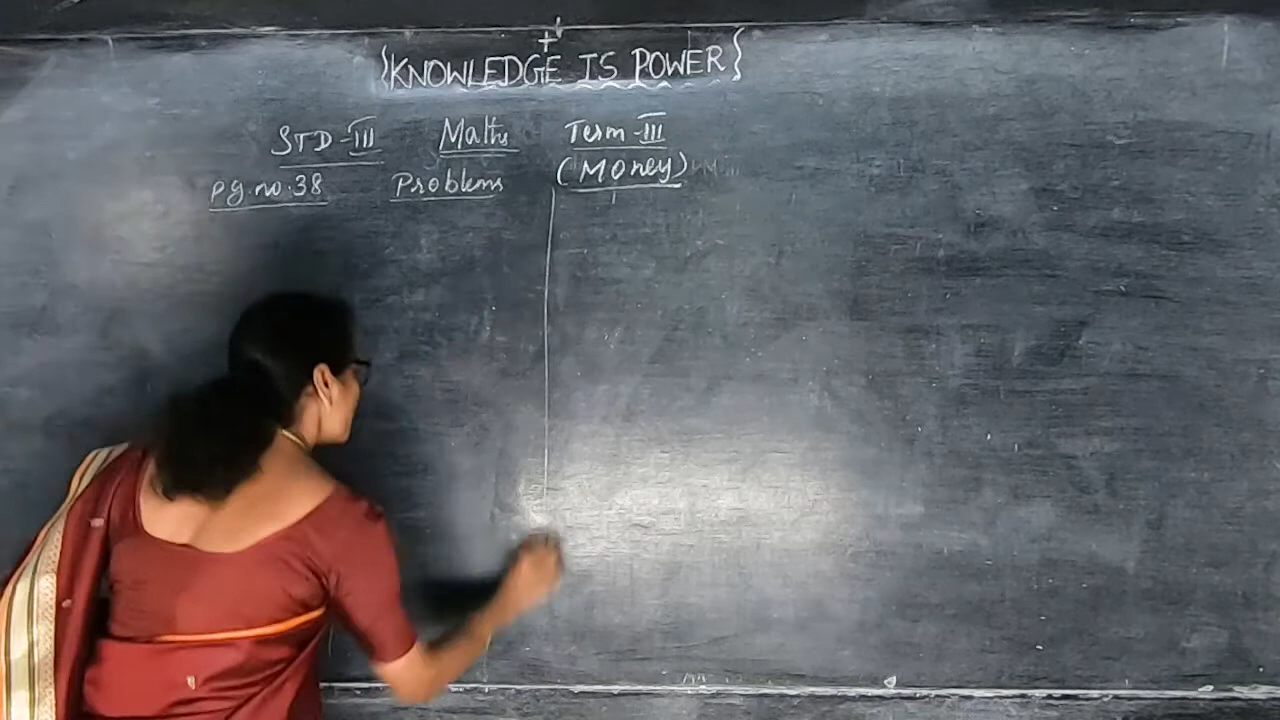 {KNOWLEDGE IS POWER}
STD-III Maths Term-III
pg.no.38 Problems (Money)